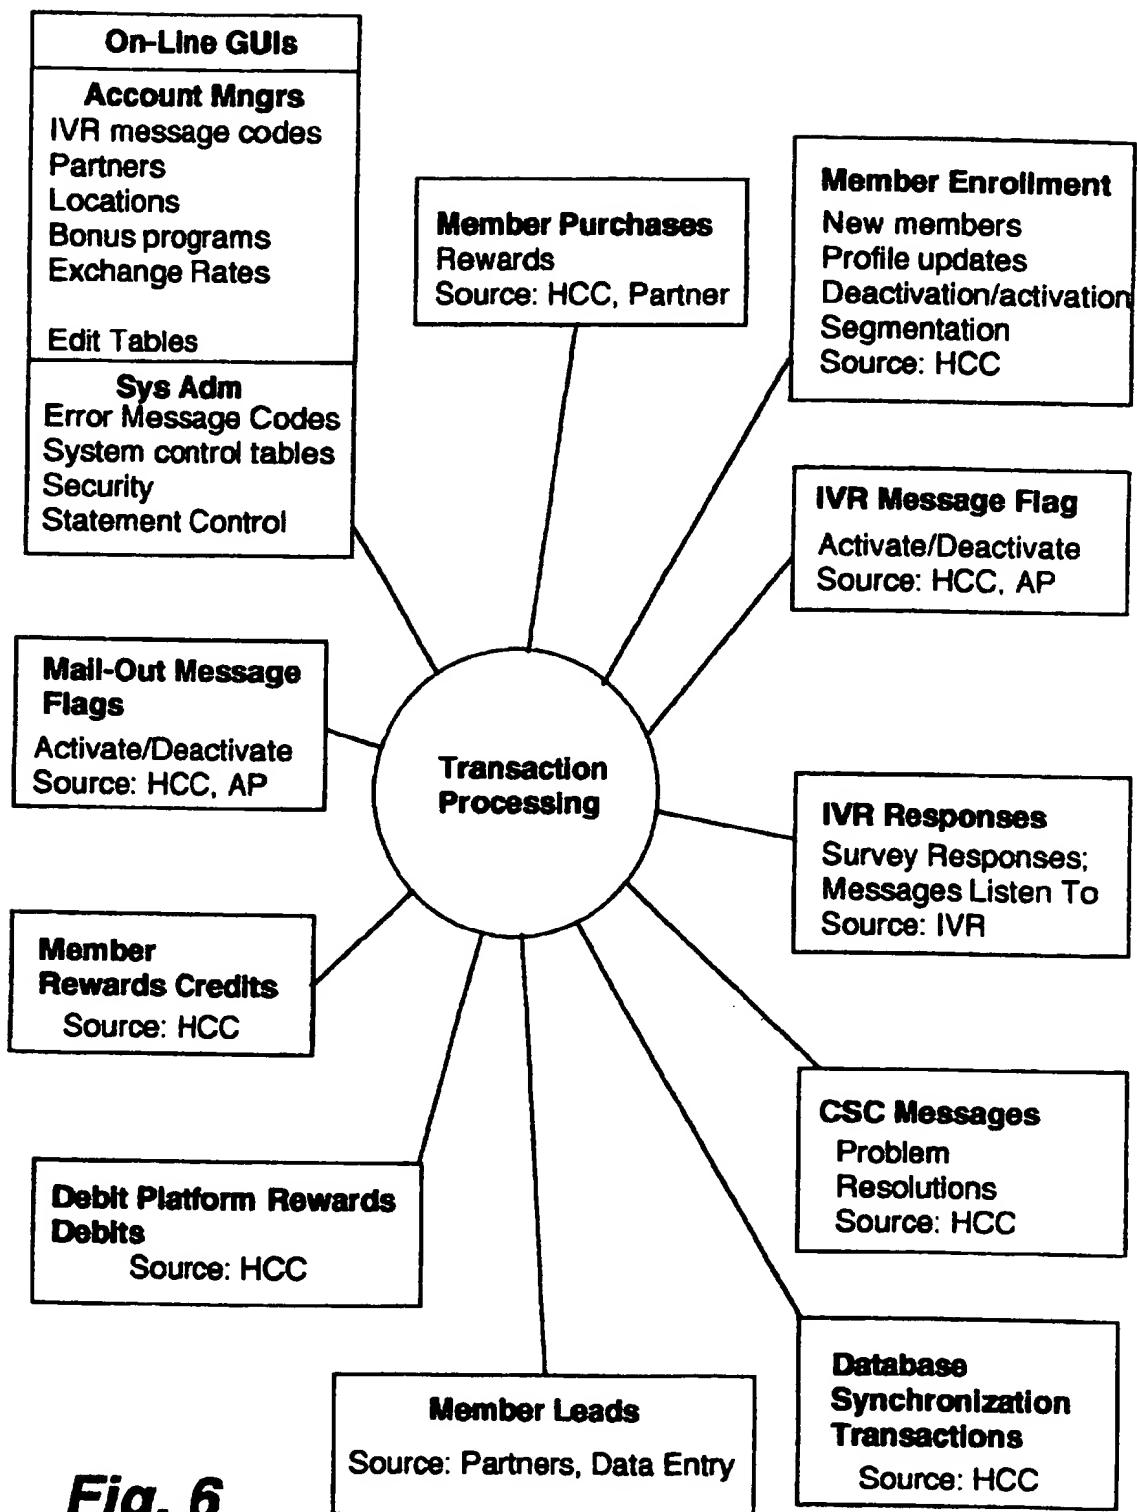 On-Line GUIs
Account Mngrs
IVR message codes
Partners
Locations
Bonus programs
Exchange Rates
Edit Tables
Sys Adm
Error Message Codes
System control tables
Security
Statement Control
Member Purchases
Rewards
Source: HCC, Partner
Member Enrollment
New members
Profile updates
Deactivation/activation
Segmentation
Source: HCC
IVR Message Flag
Activate/Deactivate
Source: HCC, AP
Mail-Out Message
Flags
Activate/Deactivate
Source: HCC, AP
Transaction
Processing
IVR Responses
Survey Responses;
Messages Listen To
Source: IVR
Member
Rewards Credits
Source: HCC
CSC Messages
Problem
Resolutions
Source: HCC
Debit Platform Rewards
Debits
Source: HCC
Database
Synchronization
Transactions
Source: HCC
Member Leads
Source: Partners, Data Entry
Fig. 6